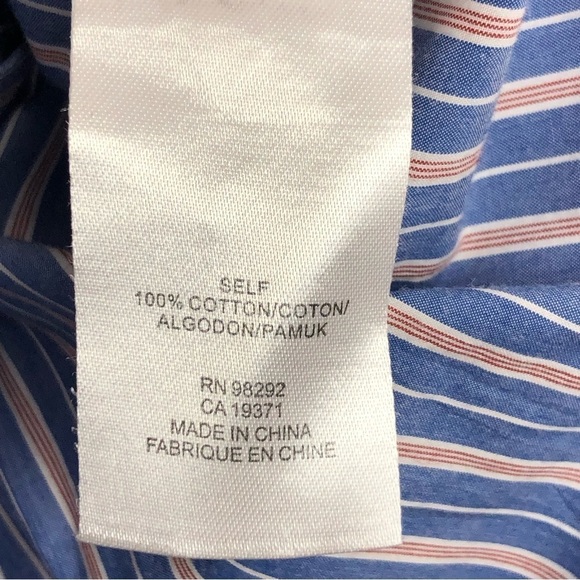 SELF
100% COTTON/COTON/
ALGODON/PAMUK
RN 98292
CA 19371
MADE IN CHINA
FABRIQUE EN CHINE